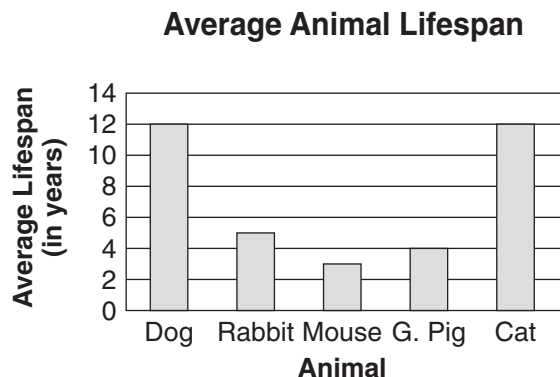 Average Animal Lifespan
Average Lifespan
(in years)
14
12
10
8
6
4
2
0
Dog Rabbit Mouse G. Pig Cat
Animal